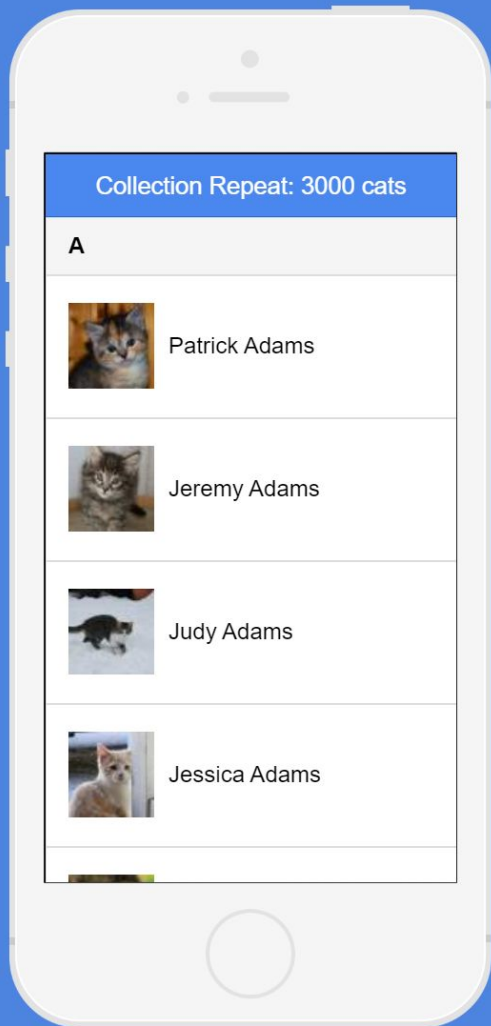 Collection Repeat: 3000 cats
A
Patrick Adams
Jeremy Adams
Judy Adams
Jessica Adams